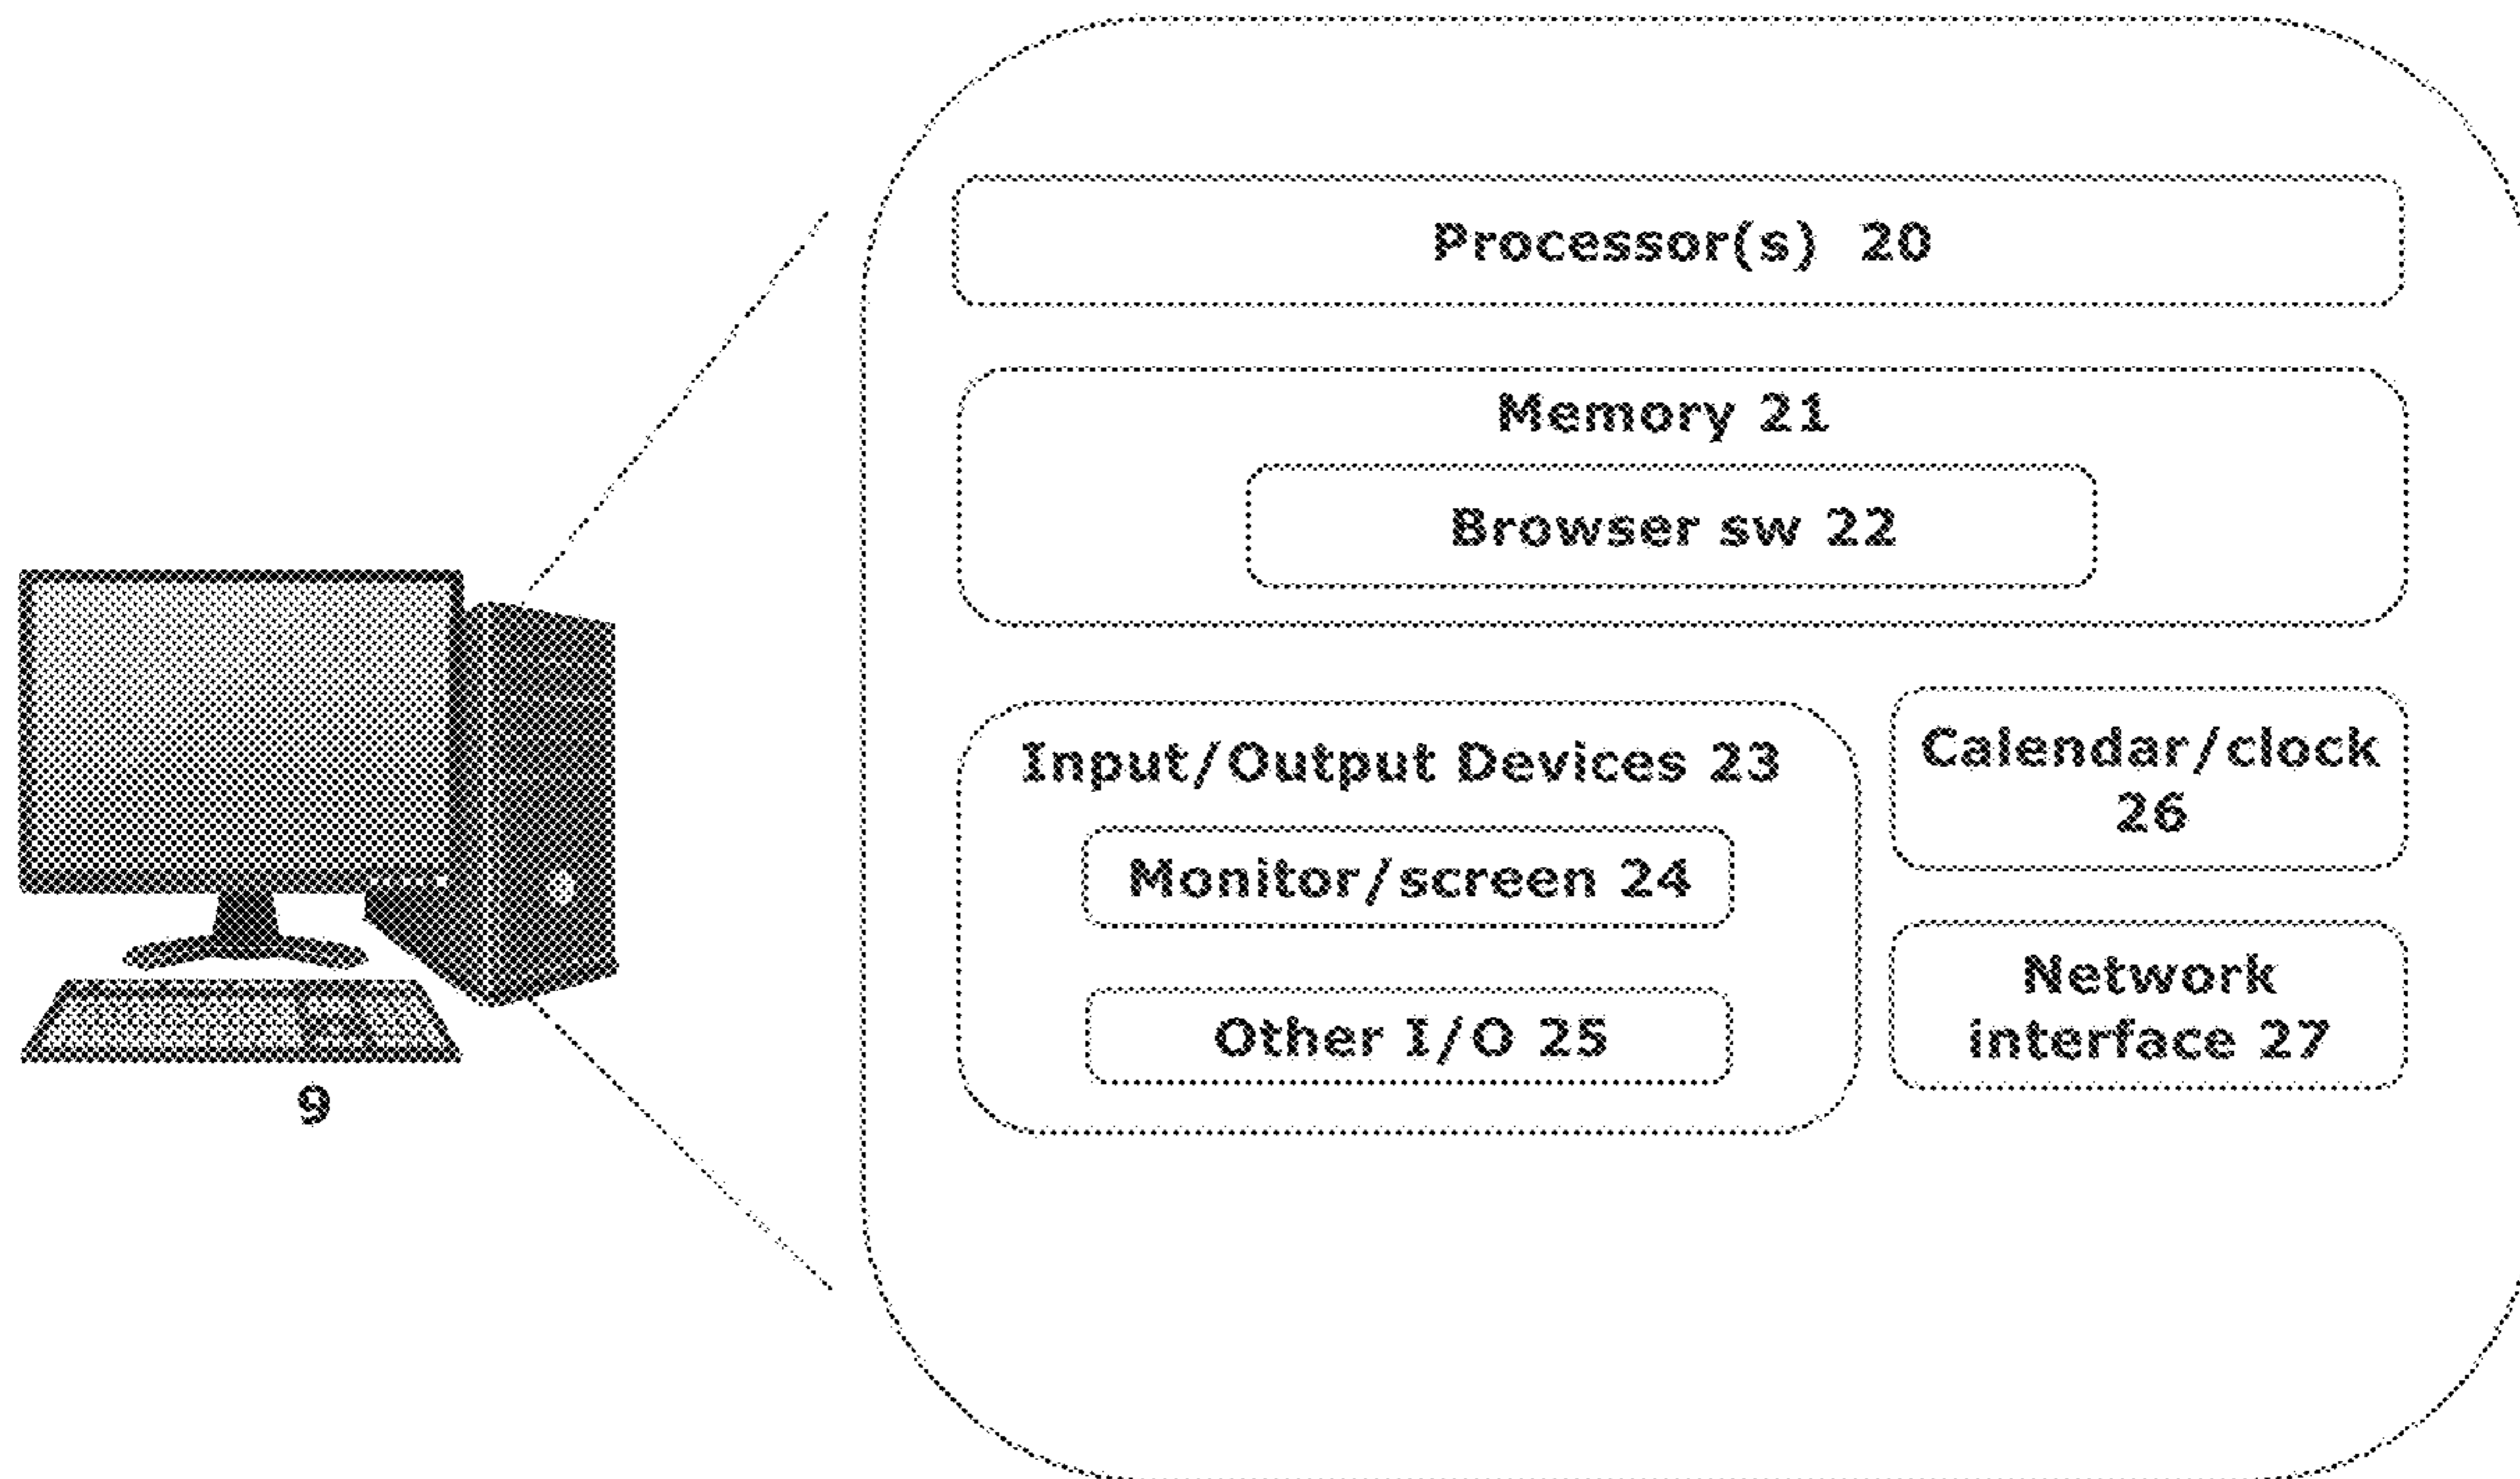 Processor(s) 20
Memory 21
Browser sw 22
Input/Output Devices 23
Monitor/screen 24
Other I/O 25
Calendar/clock
26
Network
interface 27
9